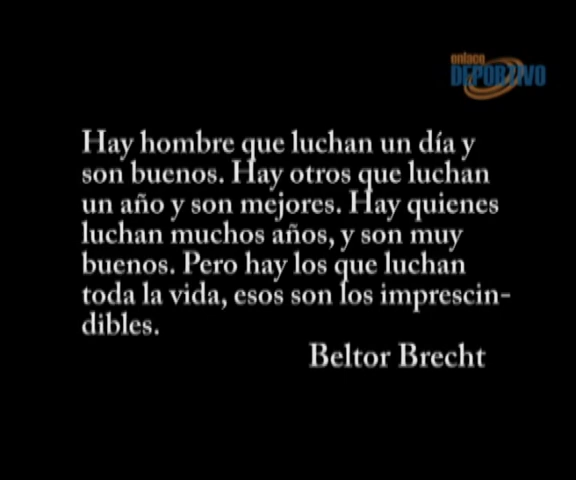 enlace
DEPORTIVO
Hay hombre que luchan un día y
son buenos. Hay otros que luchan
un año y son mejores. Hay quienes
luchan muchos años, y son muy
buenos. Pero hay los que luchan
toda la vida, esos son los imprescin-
dibles.
Beltor Brecht